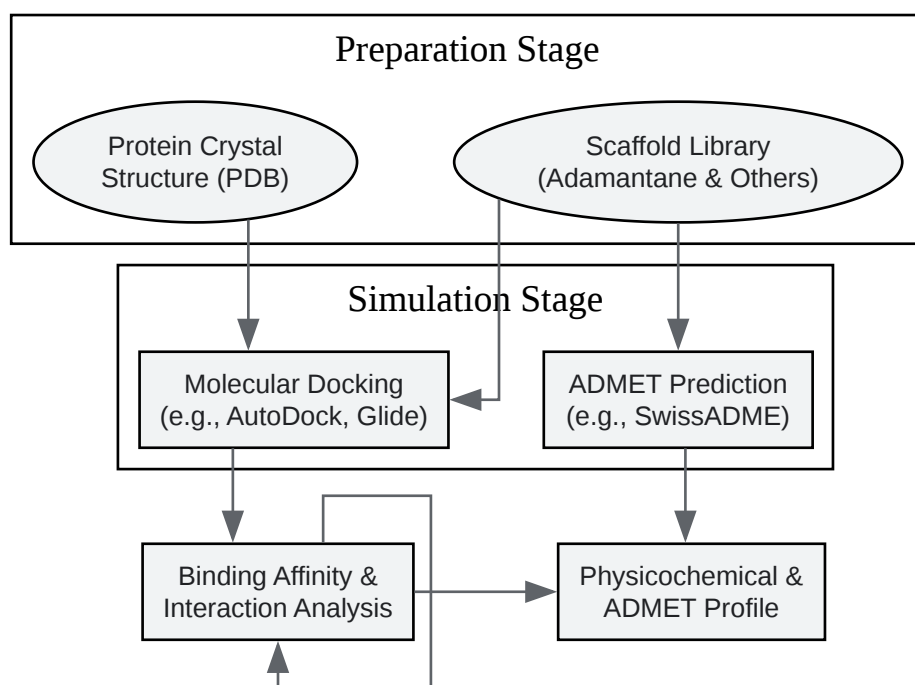 Preparation Stage
Protein Crystal
Structure (PDB)
Scaffold Library
(Adamantane & Others)
Simulation Stage
Molecular Docking
(e.g., AutoDock, Glide)
ADMET Prediction
(e.g., SwissADME)
Binding Affinity &
Interaction Analysis
Physicochemical &
ADMET Profile